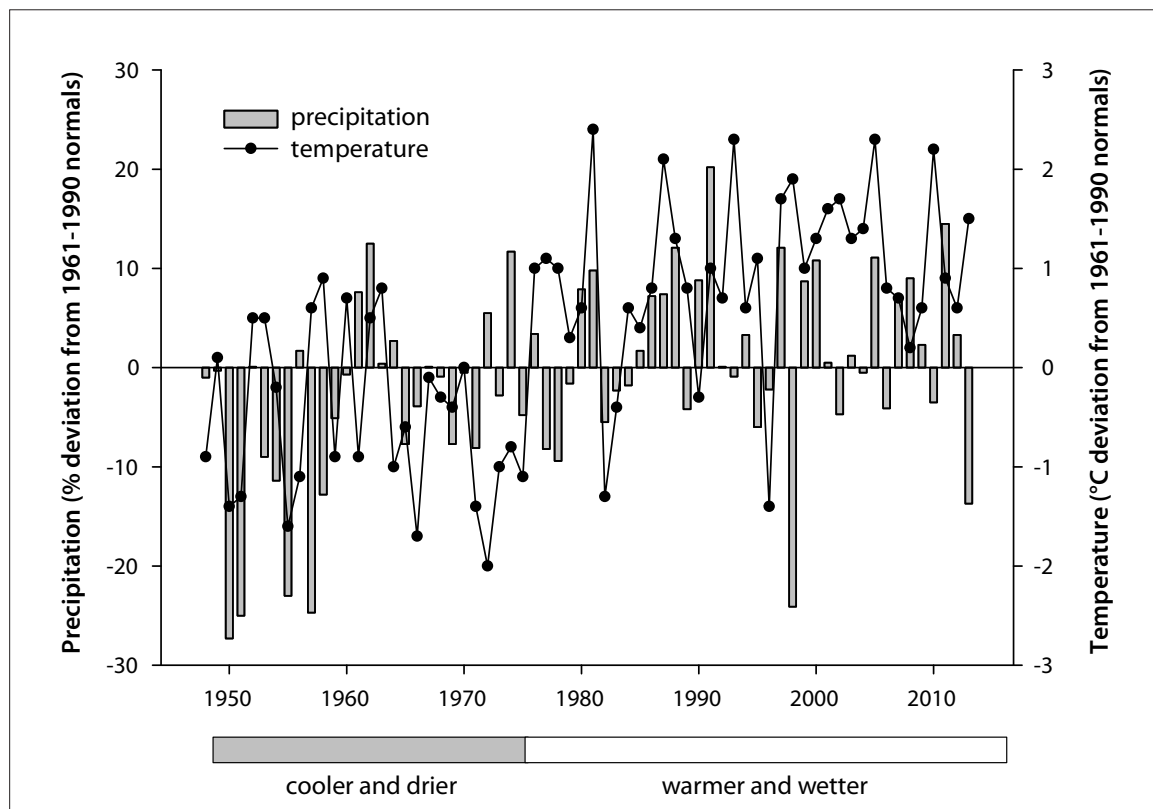 Precipitation (% deviation from 1961-1990 normals)
30
20
10
0
-10
-20
-30
precipitation
temperature
3
2
1
0
-1
-2
-3
Temperature (°C deviation from 1961-1990 normals)
1950 1960 1970 1980 1990 2000 2010
cooler and drier warmer and wetter